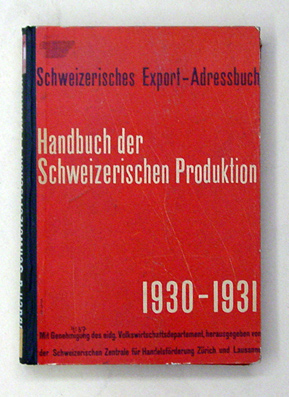 Schweizerisches Export-Adressbuch
Handbuch der
Schweizerischen Produktion
1930-1931
Mit Genehmigung des eidg. Volkswirtschaftsdepartement, herausgegeben von
der Schweizerischen Zentrale für Handelsförderung Zürich und Lausanne